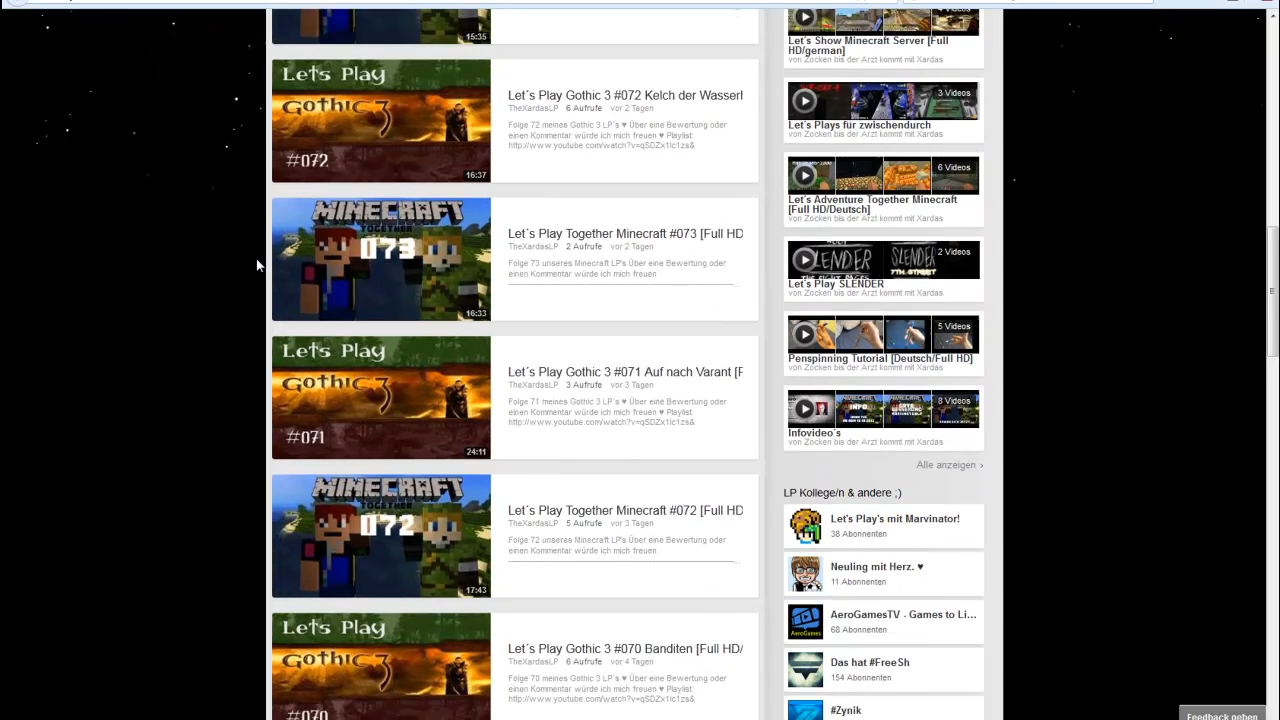 15:35
Let's Play
GOTHIC 3
#072
16:37
Let´s Play Gothic 3 #072 Kelch der Wasserl
TheXardasLP 6 Aufrufe vor 2 Tagen
Folge 72 meines Gothic 3 LP´s ♥ Über eine Bewertung oder
einen Kommentar würde ich mich freuen ♥ Playlist:
http://www.youtube.com/watch?v=qSDZx1lc1zs&
MINECRAFT
TOGETHER
073
16:33
Let´s Play Together Minecraft #073 [Full HD
TheXardasLP 2 Aufrufe vor 2 Tagen
Folge 73 unseres Minecraft LP's Über eine Bewertung oder
einen Kommentar würde ich mich freuen
Let's Play
GOTHIC 3
#071
24:11
Let´s Play Gothic 3 #071 Auf nach Varant [F
TheXardasLP 3 Aufrufe vor 3 Tagen
Folge 71 meines Gothic 3 LP´s ♥ Über eine Bewertung oder
einen Kommentar würde ich mich freuen ♥ Playlist:
http://www.youtube.com/watch?v=qSDZx1lc1zs&
MINECRAFT
TOGETHER
072
17:43
Let´s Play Together Minecraft #072 [Full HD
TheXardasLP 5 Aufrufe vor 3 Tagen
Folge 72 unseres Minecraft LP's Über eine Bewertung oder
einen Kommentar würde ich mich freuen
Let's Play
GOTHIC 3
#070
Let´s Play Gothic 3 #070 Banditen [Full HD/
TheXardasLP 6 Aufrufe vor 4 Tagen
Folge 70 meines Gothic 3 LP´s ♥ Über eine Bewertung oder
einen Kommentar würde ich mich freuen ♥ Playlist:
http://www.youtube.com/watch?v=qSDZx1lc1zs&
Let´s Show Minecraft Server [Full
HD/german]
von Zocken bis der Arzt kommt mit Xardas
3 Videos
Let´s Plays für zwischendurch
von Zocken bis der Arzt kommt mit Xardas
6 Videos
Let´s Adventure Together Minecraft
[Full HD/Deutsch]
von Zocken bis der Arzt kommt mit Xardas
SLENDER
SLENDER
7TH STREET
2 Videos
Let´s Play SLENDER
von Zocken bis der Arzt kommt mit Xardas
5 Videos
Penspinning Tutorial [Deutsch/Full HD]
von Zocken bis der Arzt kommt mit Xardas
INFO
8 Videos
Infovideo´s
von Zocken bis der Arzt kommt mit Xardas
Alle anzeigen ›
LP Kollege/n & andere ;)
Let's Play's mit Marvinator!
38 Abonnenten
Neuling mit Herz. ♥
11 Abonnenten
AeroGames
AeroGamesTV - Games to Li...
68 Abonnenten
Das hat #FreeSh
154 Abonnenten
#Zynik
Feedback geben